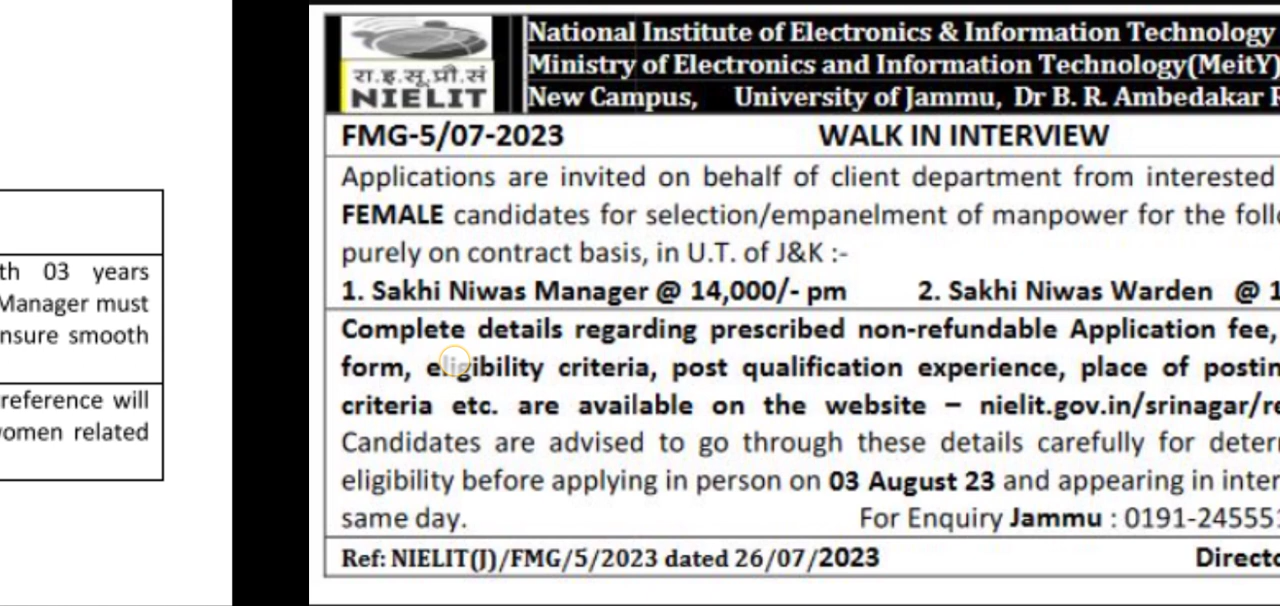 th 03 years
Manager must
nsure smooth
reference will
omen related
रा.इ.सू.प्रौ.सं
NIELIT
National Institute of Electronics & Information Technology
Ministry of Electronics and Information Technology(MeitY)
New Campus, University of Jammu, Dr B. R. Ambedakar
FMG-5/07-2023 WALK IN INTERVIEW
Applications are invited on behalf of client department from interested
FEMALE candidates for selection/empanelment of manpower for the
purely on contract basis, in U.T. of J&K :-
1. Sakhi Niwas Manager @ 14,000/- pm 2. Sakhi Niwas Warden @ 1
Complete details regarding prescribed non-refundable Application fee,
form, eligibility criteria, post qualification experience, place of
criteria etc. are available on the website – nielit.gov.in/srinagar/
Candidates are advised to go through these details carefully for
eligibility before applying in person on 03 August 23 and appearing in
same day. For Enquiry Jammu : 0191-24555
Ref: NIELIT(J)/FMG/5/2023 dated 26/07/2023 Directo